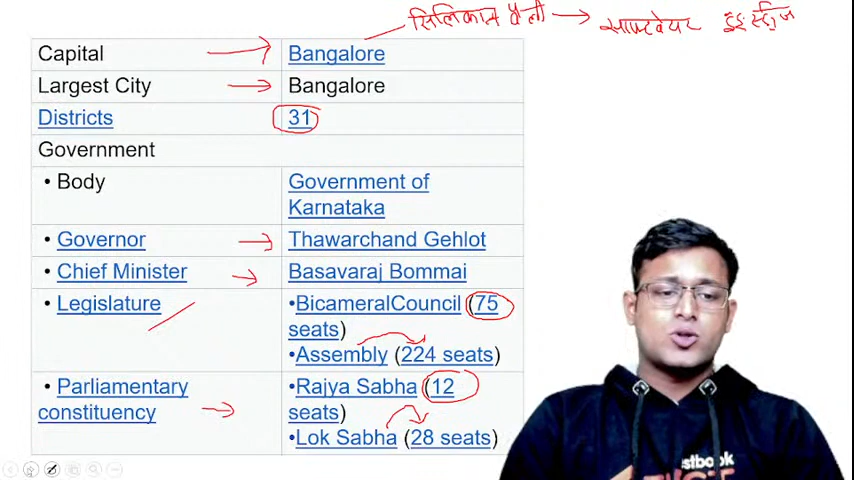 सिलिकान वैली → साफ्टवेयर इंडस्ट्रीज
Capital → Bangalore
Largest City → Bangalore
Districts 31
Government
• Body Government of
Karnataka
• Governor → Thawarchand Gehlot
• Chief Minister → Basavaraj Bommai
• Legislature •BicameralCouncil (75
seats)
•Assembly (224 seats)
• Parliamentary •Rajya Sabha (12
constituency → seats)
•Lok Sabha (28 seats)
stbook